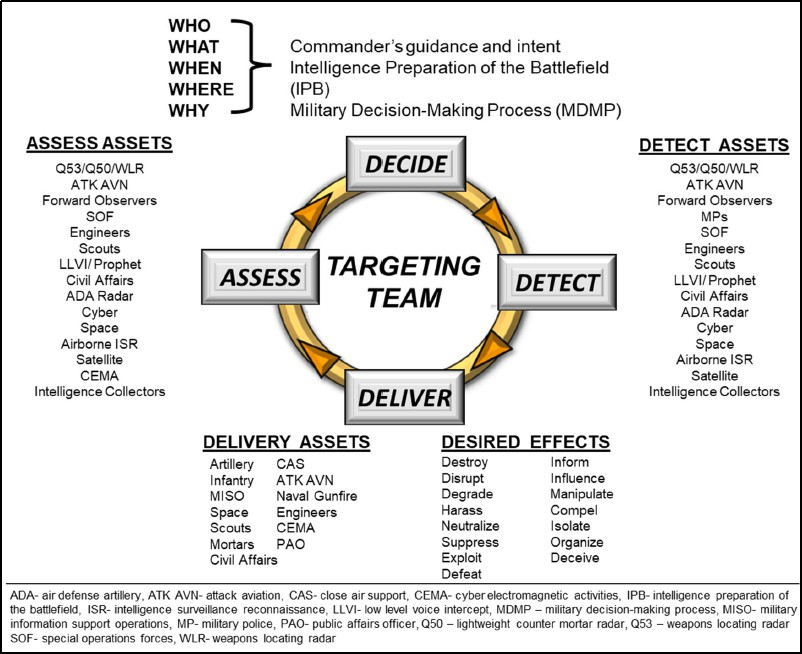 WHO
WHAT
WHEN
WHERE
WHY
Commander's guidance and intent
Intelligence Preparation of the Battlefield
(IPB)
Military Decision-Making Process (MDMP)
ASSESS ASSETS
Q53/Q50/WLR
ATK AVN
Forward Observers
SOF
Engineers
Scouts
LLVI/Prophet
Civil Affairs
ADA Radar
Cyber
Space
Airborne ISR
Satellite
CEMA
Intelligence Collectors
DECIDE
ASSESS
TARGETING
TEAM
DETECT
DELIVER
DETECT ASSETS
Q53/Q50/WLR
ATK AVN
Forward Observers
MPs
SOF
Engineers
Scouts
LLVI/Prophet
Civil Affairs
ADA Radar
Cyber
Space
Airborne ISR
Satellite
Intelligence Collectors
DELIVERY ASSETS
Artillery
Infantry
MISO
Space
Scouts
Mortars
Civil Affairs
CAS
ATK AVN
Naval Gunfire
Engineers
CEMA
PAO
DESIRED EFFECTS
Destroy
Disrupt
Degrade
Harass
Neutralize
Suppress
Exploit
Defeat
Inform
Influence
Manipulate
Compel
Isolate
Organize
Deceive
ADA- air defense artillery, ATK AVN- attack aviation, CAS- close air support, CEMA- cyber electromagnetic activities, IPB- intelligence preparation of
the battlefield, ISR- intelligence surveillance reconnaissance, LLVI- low level voice intercept, MDMP – military decision-making process, MISO- military
information support operations, MP- military police, PAO- public affairs officer, Q50 – lightweight counter mortar radar, Q53 – weapons locating radar
SOF- special operations forces, WLR- weapons locating radar